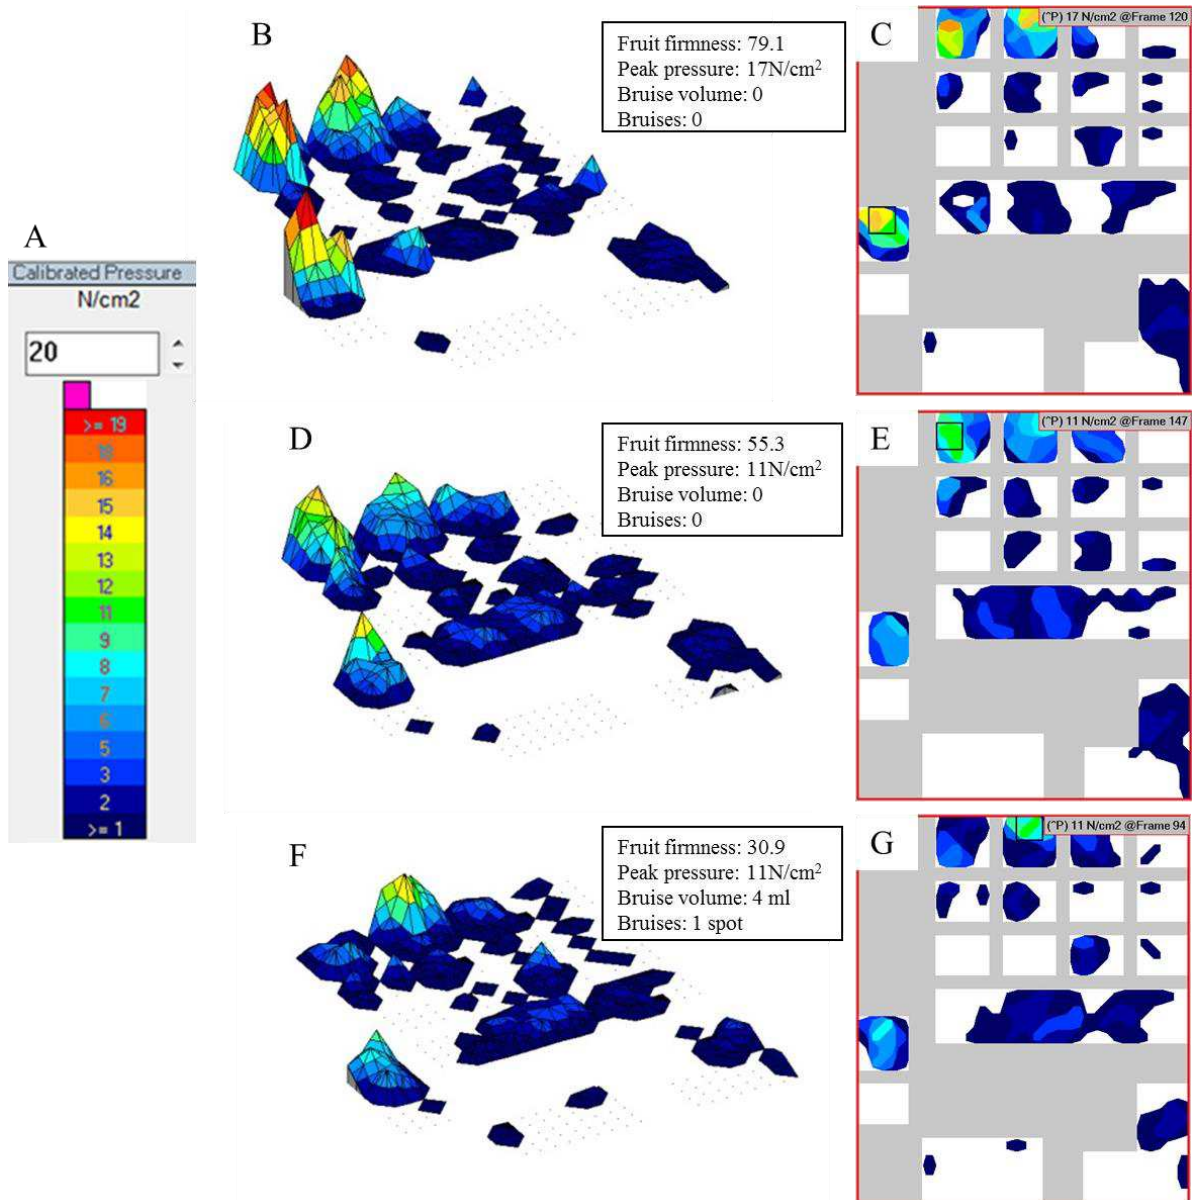 A
Calibrated Pressure
N/cm2
20
>= 19
18
16
15
14
13
12
11
9
8
7
6
5
3
2
>= 1
B
Fruit firmness: 79.1
Peak pressure: 17N/cm²
Bruise volume: 0
Bruises: 0
C
(^P) 17 N/cm2 @Frame 120
D
Fruit firmness: 55.3
Peak pressure: 11N/cm²
Bruise volume: 0
Bruises: 0
E
(^P) 11 N/cm2 @Frame 147
F
Fruit firmness: 30.9
Peak pressure: 11N/cm²
Bruise volume: 4 ml
Bruises: 1 spot
G
(^P) 11 N/cm2 @Frame 94